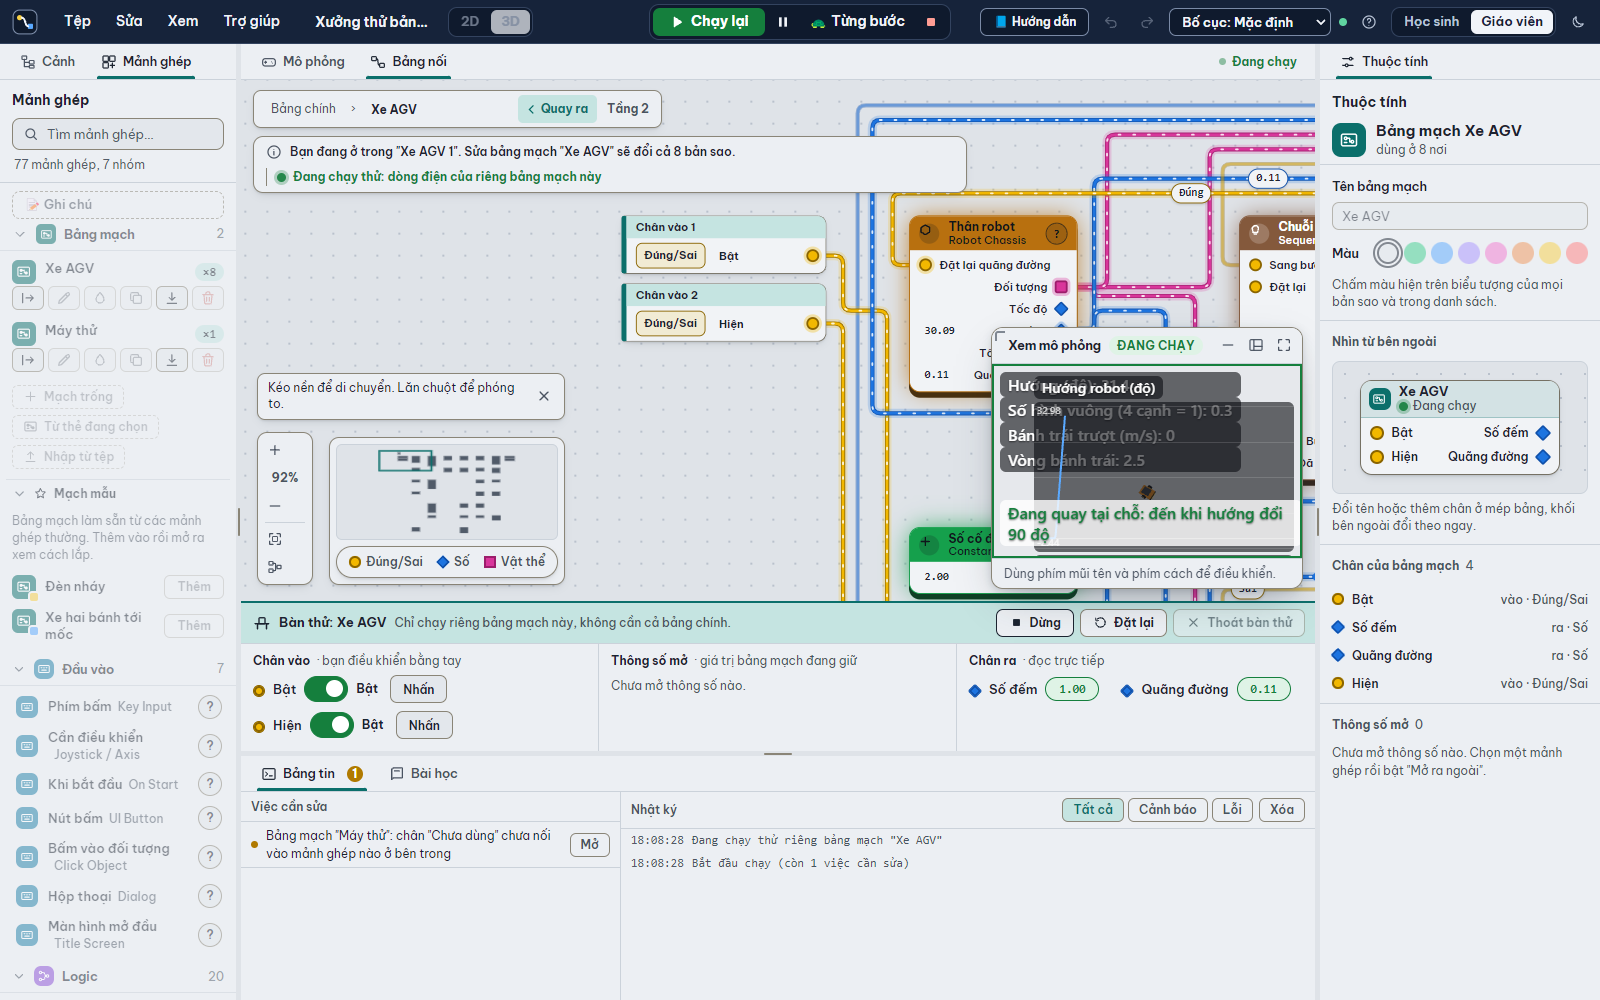 Tệp Sửa Xem Trợ giúp Xưởng thử bản... 2D 3D Chạy lại Từng bước Hướng dẫn Bố cục: Mặc định Học sinh Giáo viên
Cảnh Mảnh ghép
Mảnh ghép
Tìm mảnh ghép...
77 mảnh ghép, 7 nhóm
Ghi chú
Bảng mạch 2
Xe AGV ×8
Máy thử ×1
Mạch trống
Từ thẻ đang chọn
Nhập từ tệp
Mạch mẫu
Bảng mạch làm sẵn từ các mảnh
ghép thường. Thêm vào rồi mở ra
xem cách lắp.
Đèn nháy Thêm
Xe hai bánh tới
mốc Thêm
Đầu vào 7
Phím bấm Key Input ?
Cần điều khiển
Joystick / Axis ?
Khi bắt đầu On Start ?
Nút bấm UI Button ?
Bấm vào đối tượng
Click Object ?
Hộp thoại Dialog ?
Màn hình mở đầu
Title Screen ?
Logic 20
Mô phỏng Bảng nối Đang chạy
Bảng chính › Xe AGV Quay ra Tầng 2
Bạn đang ở trong "Xe AGV 1". Sửa bảng mạch "Xe AGV" sẽ đổi cả 8 bản sao.
Đang chạy thử: dòng điện của riêng bảng mạch này
Chân vào 1
Đúng/Sai Bật
Chân vào 2
Đúng/Sai Hiện
0.11
Đúng
Thân robot
Robot Chassis ?
Đặt lại quãng đường
Đối tượng
Tốc độ
30.09
0.11
Chuỗi
Sang
Đặt lại
Số cố
2.00
Kéo nền để di chuyển. Lăn chuột để phóng
to.
92%
Đúng/Sai Số Vật thể
Xem mô phỏng ĐANG CHẠY
Hướng robot (độ)
32.98
Số hình vuông (4 cạnh = 1): 0.3
Bánh trái trượt (m/s): 0
Vòng bánh trái: 2.5
Đang quay tại chỗ: đến khi hướng đổi
90 độ
Dùng phím mũi tên và phím cách để điều khiển.
Bàn thử: Xe AGV Chỉ chạy riêng bảng mạch này, không cần cả bảng chính. Dừng Đặt lại Thoát bàn thử
Chân vào · bạn điều khiển bằng tay
Bật Bật Nhấn
Hiện Bật Nhấn
Thông số mở · giá trị bảng mạch đang giữ
Chưa mở thông số nào.
Chân ra · đọc trực tiếp
Số đếm 1.00 Quãng đường 0.11
Bảng tin 1 Bài học
Việc cần sửa
Bảng mạch "Máy thử": chân "Chưa dùng" chưa nối
vào mảnh ghép nào ở bên trong Mở
Nhật ký Tất cả Cảnh báo Lỗi Xóa
18:08:28 Đang chạy thử riêng bảng mạch "Xe AGV"
18:08:28 Bắt đầu chạy (còn 1 việc cần sửa)
Thuộc tính
Thuộc tính
Bảng mạch Xe AGV
dùng ở 8 nơi
Tên bảng mạch
Xe AGV
Màu
Chấm màu hiện trên biểu tượng của mọi
bản sao và trong danh sách.
Nhìn từ bên ngoài
Xe AGV
Đang chạy
Bật Số đếm
Hiện Quãng đường
Đổi tên hoặc thêm chân ở mép bảng, khối
bên ngoài đổi theo ngay.
Chân của bảng mạch 4
Bật vào · Đúng/Sai
Số đếm ra · Số
Quãng đường ra · Số
Hiện vào · Đúng/Sai
Thông số mở 0
Chưa mở thông số nào. Chọn một mảnh
ghép rồi bật "Mở ra ngoài".